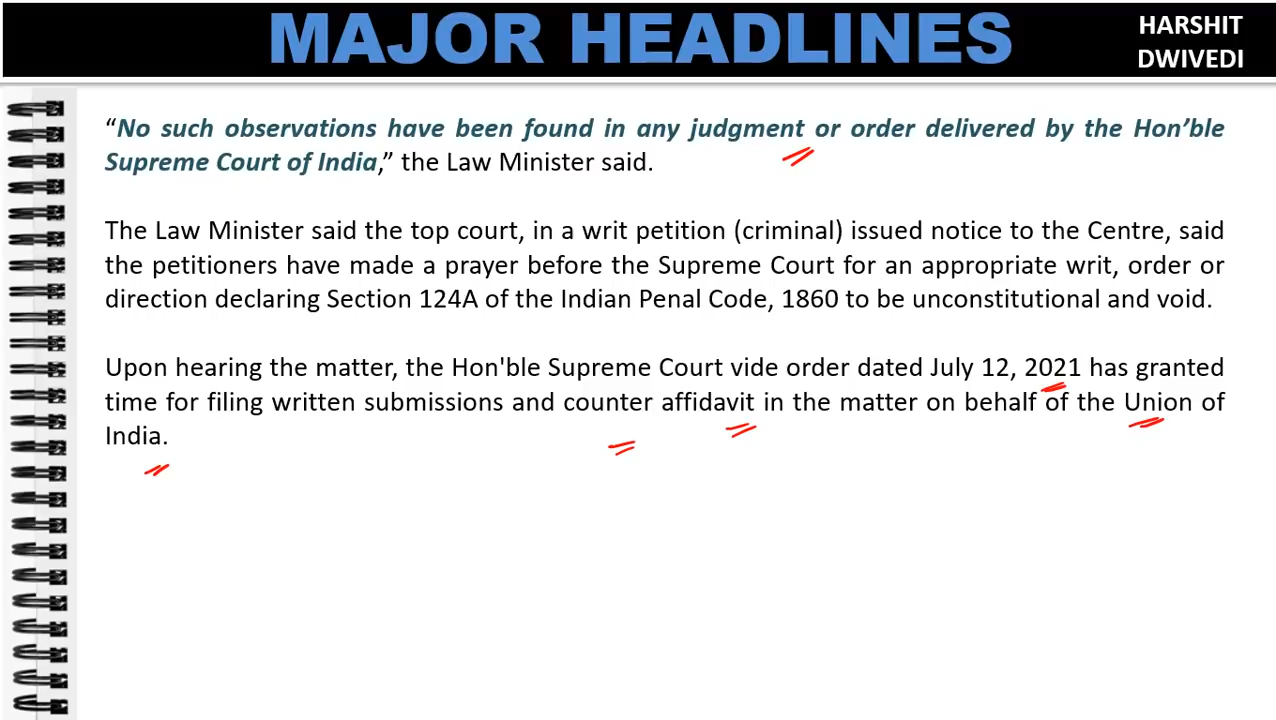 MAJOR HEADLINES
HARSHIT
DWIVEDI
“No such observations have been found in any judgment or order delivered by the Hon’ble
Supreme Court of India,” the Law Minister said.
The Law Minister said the top court, in a writ petition (criminal) issued notice to the Centre, said
the petitioners have made a prayer before the Supreme Court for an appropriate writ, order or
direction declaring Section 124A of the Indian Penal Code, 1860 to be unconstitutional and void.
Upon hearing the matter, the Hon'ble Supreme Court vide order dated July 12, 2021 has granted
time for filing written submissions and counter affidavit in the matter on behalf of the Union of
India.